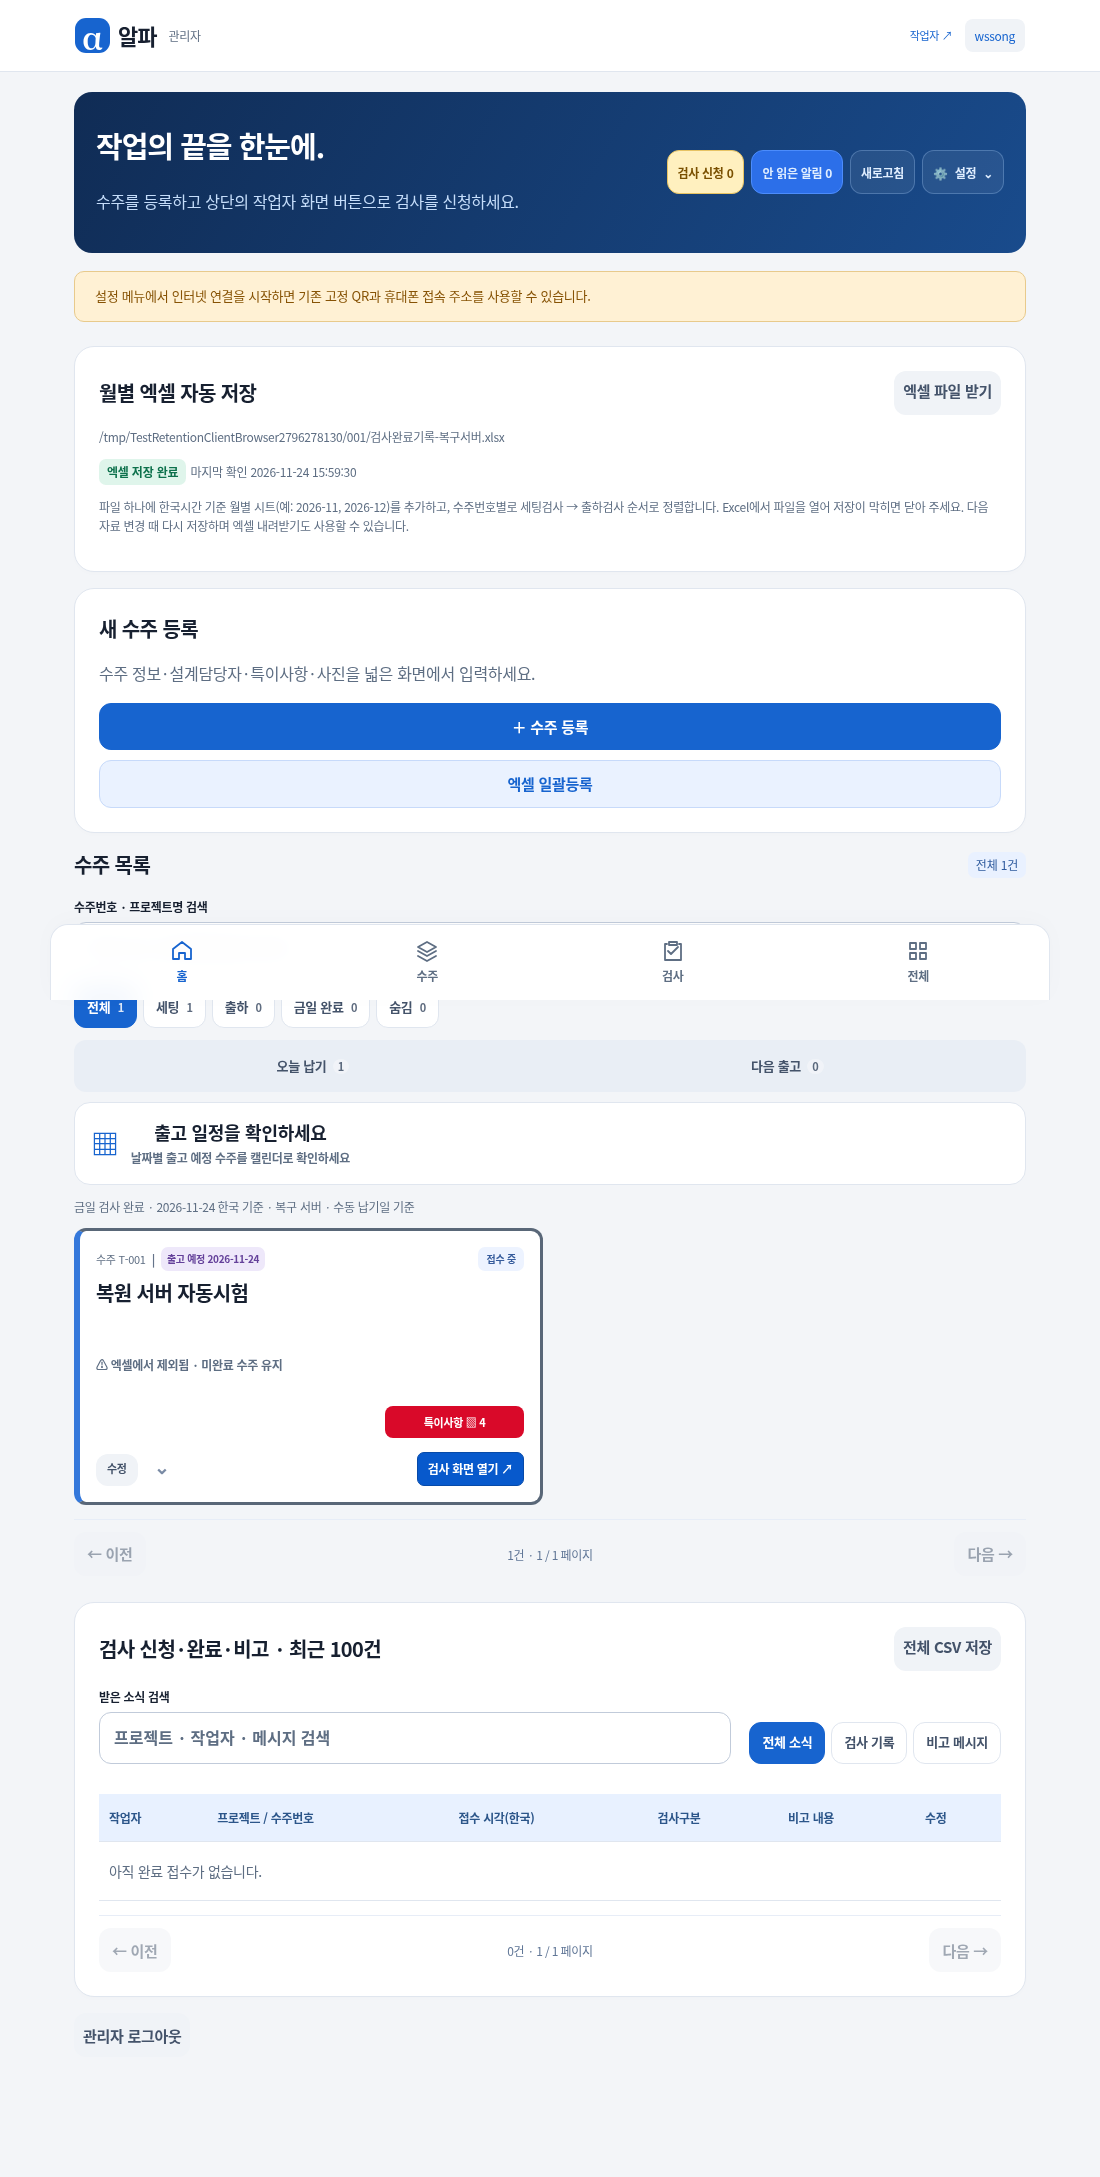 α 알파 관리자
작업자 ↗ wssong
작업의 끝을 한눈에.
수주를 등록하고 상단의 작업자 화면 버튼으로 검사를 신청하세요.
검사 신청 0 안 읽은 알림 0 새로고침 ⚙️ 설정 ⌄
설정 메뉴에서 인터넷 연결을 시작하면 기존 고정 QR과 휴대폰 접속 주소를 사용할 수 있습니다.
월별 엑셀 자동 저장
엑셀 파일 받기
/tmp/TestRetentionClientBrowser2796278130/001/검사완료기록-복구서버.xlsx
엑셀 저장 완료 마지막 확인 2026-11-24 15:59:30
파일 하나에 한국시간 기준 월별 시트(예: 2026-11, 2026-12)를 추가하고, 수주번호별로 세팅검사 → 출하검사 순서로 정렬합니다. Excel에서 파일을 열어 저장이 막히면 닫아 주세요. 다음
자료 변경 때 다시 저장하며 엑셀 내려받기도 사용할 수 있습니다.
새 수주 등록
수주 정보·설계담당자·특이사항·사진을 넓은 화면에서 입력하세요.
＋ 수주 등록
엑셀 일괄등록
수주 목록
전체 1건
수주번호 · 프로젝트명 검색
홈 수주 검사 전체
전체 1 세팅 1 출하 0 금일 완료 0 숨김 0
오늘 납기 1 다음 출고 0
▦ 출고 일정을 확인하세요
날짜별 출고 예정 수주를 캘린더로 확인하세요
금일 검사 완료 · 2026-11-24 한국 기준 · 복구 서버 · 수동 납기일 기준
수주 T-001 | 출고 예정 2026-11-24 접수 중
복원 서버 자동시험
⚠ 엑셀에서 제외됨 · 미완료 수주 유지
특이사항 ▧ 4
수정 ⌄ 검사 화면 열기 ↗
← 이전 1건 · 1 / 1 페이지 다음 →
검사 신청·완료·비고 · 최근 100건
전체 CSV 저장
받은 소식 검색
프로젝트 · 작업자 · 메시지 검색
전체 소식 검사 기록 비고 메시지
작업자 프로젝트 / 수주번호 접수 시각(한국) 검사구분 비고 내용 수정
아직 완료 접수가 없습니다.
← 이전 0건 · 1 / 1 페이지 다음 →
관리자 로그아웃